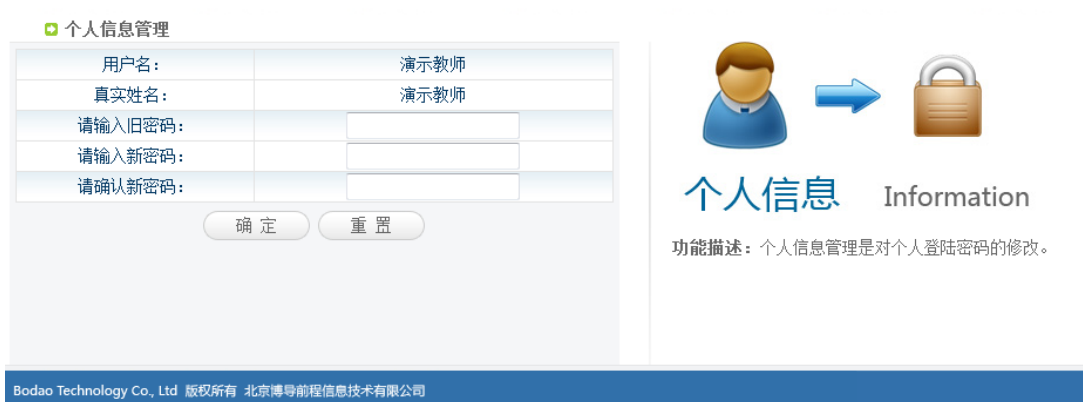 个人信息管理
用户名： 演示教师
真实姓名： 演示教师
请输入旧密码：
请输入新密码：
请确认新密码：
确 定 重 置
个人信息 Information
功能描述：个人信息管理是对个人登陆密码的修改。
Bodao Technology Co., Ltd 版权所有 北京博导前程信息技术有限公司